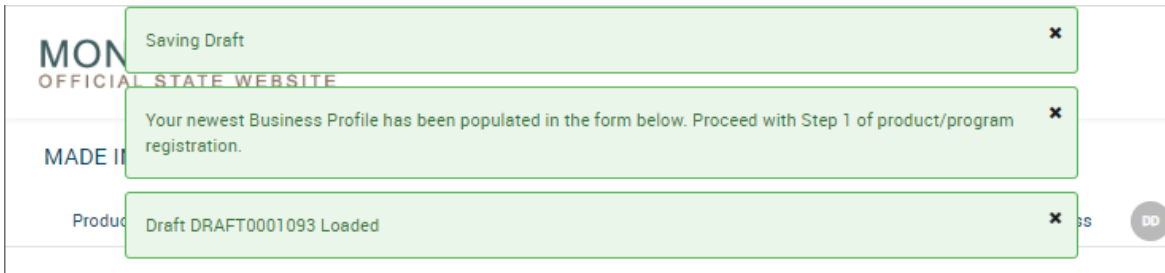 Saving Draft
MON
OFFICIAL STATE WEBSITE
Your newest Business Profile has been populated in the form below. Proceed with Step 1 of product/program
registration.
MADE IN
Produc
Draft DRAFT0001093 Loaded
ss
DD